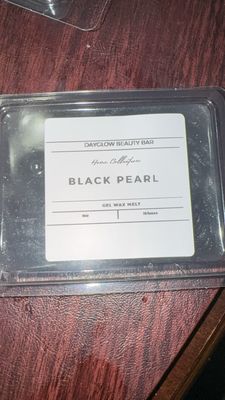 DAYGLOW BEAUTY BAR
Home Collection
BLACK PEARL
GEL WAX MELT